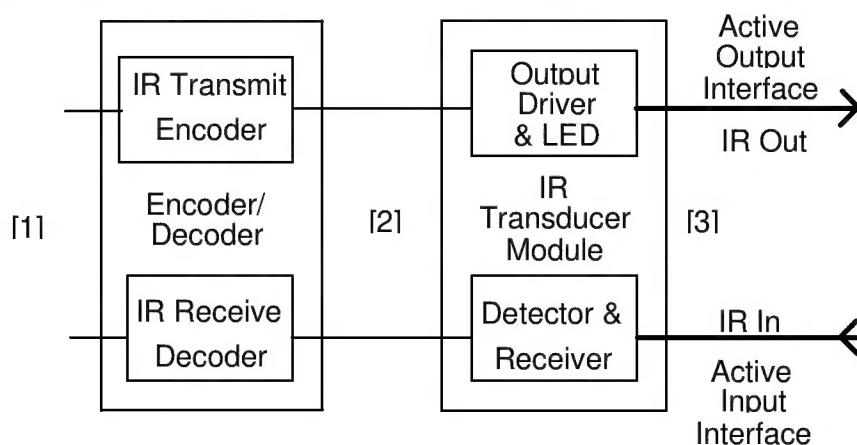 IR Transmit
Encoder
Output
Driver
& LED
Active
Output
Interface
IR Out
[1]
Encoder/
Decoder
[2]
IR
Transducer
Module
[3]
IR Receive
Decoder
Detector &
Receiver
IR In
Active
Input
Interface